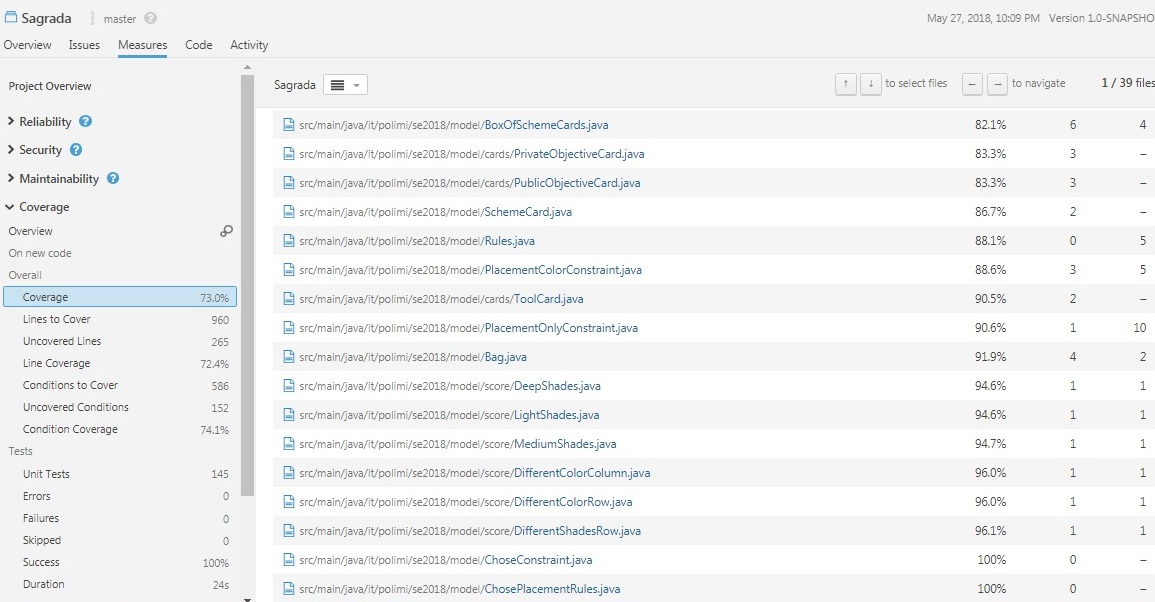 Sagrada master ?
May 27, 2018, 10:09 PM Version 1.0-SNAPSHO
Overview Issues Measures Code Activity
Project Overview
Reliability ?
Security ?
Maintainability ?
Coverage
Overview
On new code
Overall
Coverage 73.0%
Lines to Cover 960
Uncovered Lines 265
Line Coverage 72.4%
Conditions to Cover 586
Uncovered Conditions 152
Condition Coverage 74.1%
Tests
Unit Tests 145
Errors 0
Failures 0
Skipped 0
Success 100%
Duration 24s
Sagrada ↑ ↓ to select files ← → to navigate 1 / 39 files
src/main/java/it/polimi/se2018/model/BoxOfSchemeCards.java 82.1% 6 4
src/main/java/it/polimi/se2018/model/cards/PrivateObjectiveCard.java 83.3% 3 –
src/main/java/it/polimi/se2018/model/cards/PublicObjectiveCard.java 83.3% 3 –
src/main/java/it/polimi/se2018/model/SchemeCard.java 86.7% 2 –
src/main/java/it/polimi/se2018/model/Rules.java 88.1% 0 5
src/main/java/it/polimi/se2018/model/PlacementColorConstraint.java 88.6% 3 5
src/main/java/it/polimi/se2018/model/cards/ToolCard.java 90.5% 2 –
src/main/java/it/polimi/se2018/model/PlacementOnlyConstraint.java 90.6% 1 10
src/main/java/it/polimi/se2018/model/Bag.java 91.9% 4 2
src/main/java/it/polimi/se2018/model/score/DeepShades.java 94.6% 1 1
src/main/java/it/polimi/se2018/model/score/LightShades.java 94.6% 1 1
src/main/java/it/polimi/se2018/model/score/MediumShades.java 94.7% 1 1
src/main/java/it/polimi/se2018/model/score/DifferentColorColumn.java 96.0% 1 1
src/main/java/it/polimi/se2018/model/score/DifferentColorRow.java 96.0% 1 1
src/main/java/it/polimi/se2018/model/score/DifferentShadesRow.java 96.1% 1 1
src/main/java/it/polimi/se2018/model/ChoseConstraint.java 100% 0 –
src/main/java/it/polimi/se2018/model/ChosePlacementRules.java 100% 0 –